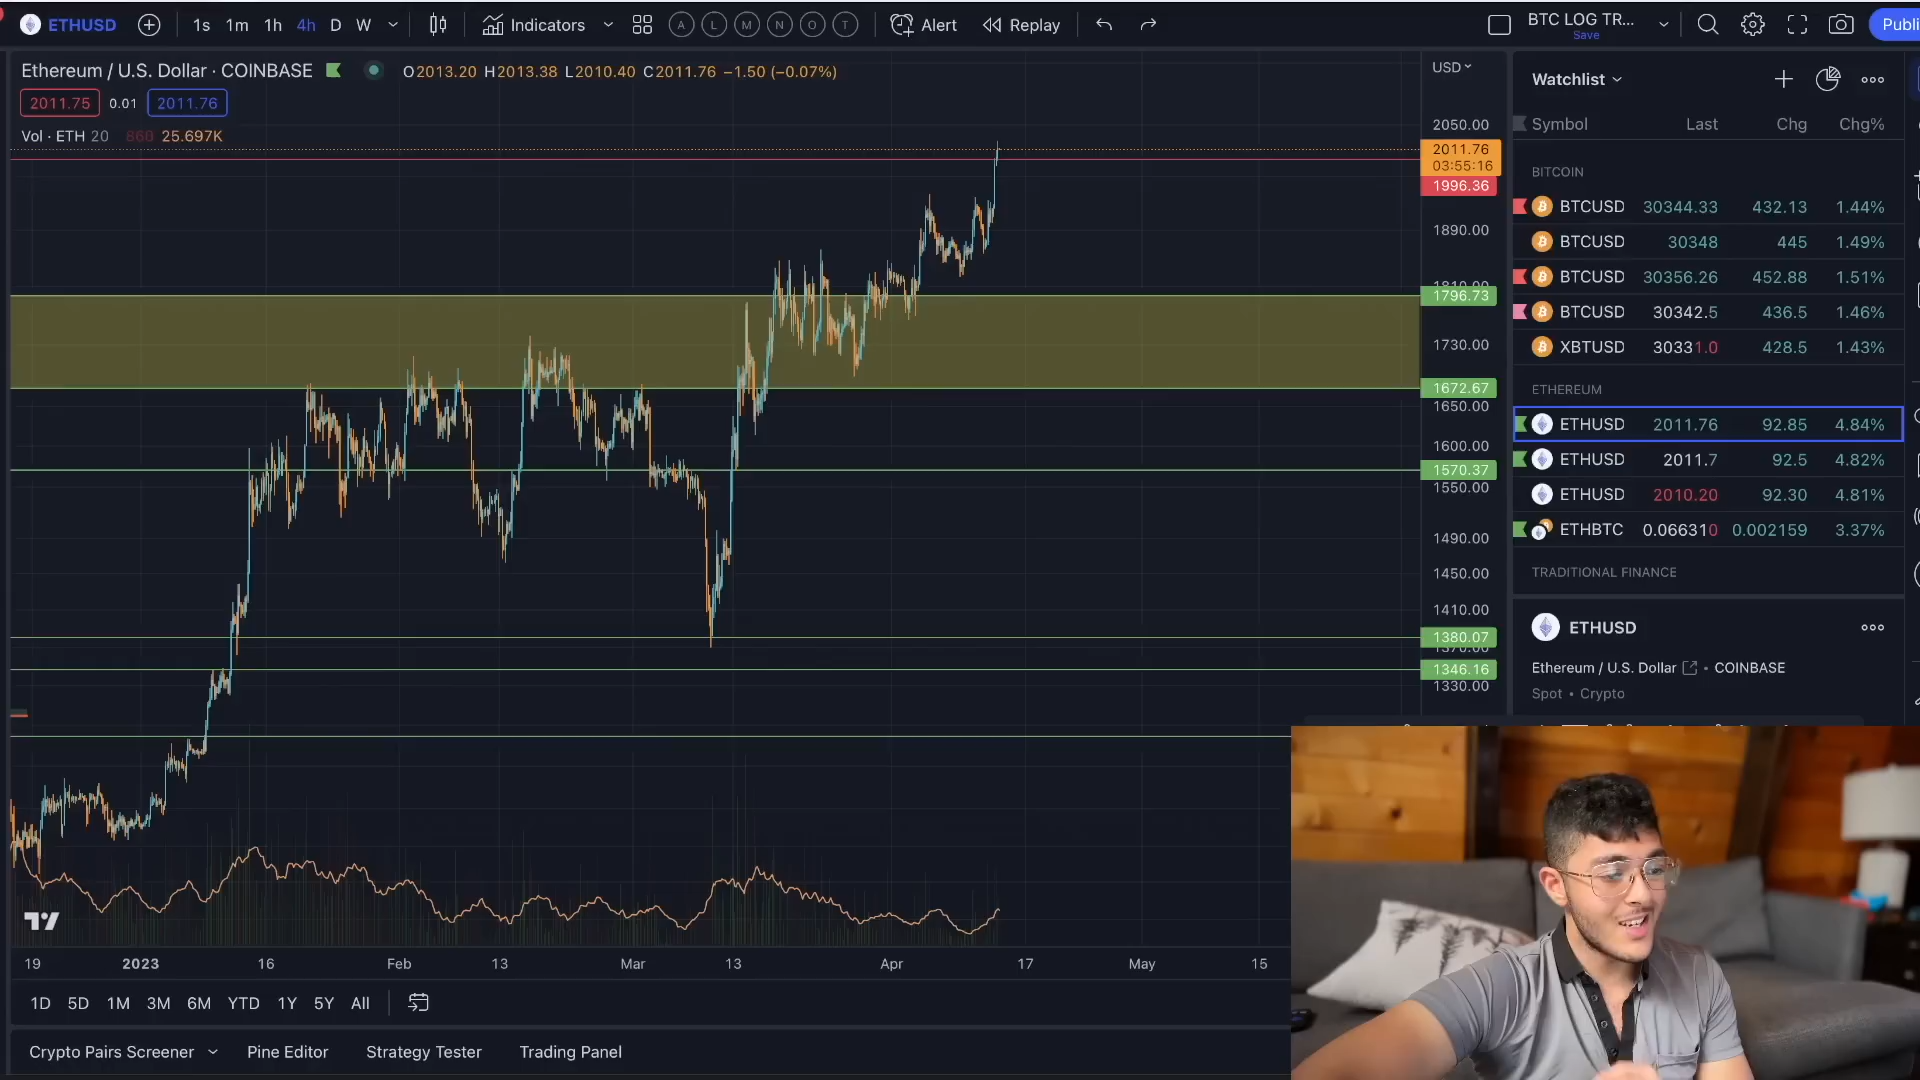 ETHUSD 1s 1m 1h 4h D W Indicators A L M N O T Alert Replay BTC LOG TR... Save Publi
Ethereum / U.S. Dollar · COINBASE O2013.20 H2013.38 L2010.40 C2011.76 −1.50 (−0.07%)
2011.75 0.01 2011.76
Vol · ETH 20 860 25.697K
USD
2050.00
2011.76
03:55:16
1996.36
1890.00
1810.00
1796.73
1730.00
1672.67
1650.00
1600.00
1570.37
1550.00
1490.00
1450.00
1410.00
1380.07
1370.00
1346.16
1330.00
19 2023 16 Feb 13 Mar 13 Apr 17 May 15
1D 5D 1M 3M 6M YTD 1Y 5Y All
Crypto Pairs Screener Pine Editor Strategy Tester Trading Panel
Watchlist
Symbol Last Chg Chg%
BITCOIN
BTCUSD 30344.33 432.13 1.44%
BTCUSD 30348 445 1.49%
BTCUSD 30356.26 452.88 1.51%
BTCUSD 30342.5 436.5 1.46%
XBTUSD 30331.0 428.5 1.43%
ETHEREUM
ETHUSD 2011.76 92.85 4.84%
ETHUSD 2011.7 92.5 4.82%
ETHUSD 2010.20 92.30 4.81%
ETHBTC 0.066310 0.002159 3.37%
TRADITIONAL FINANCE
ETHUSD
Ethereum / U.S. Dollar • COINBASE
Spot • Crypto